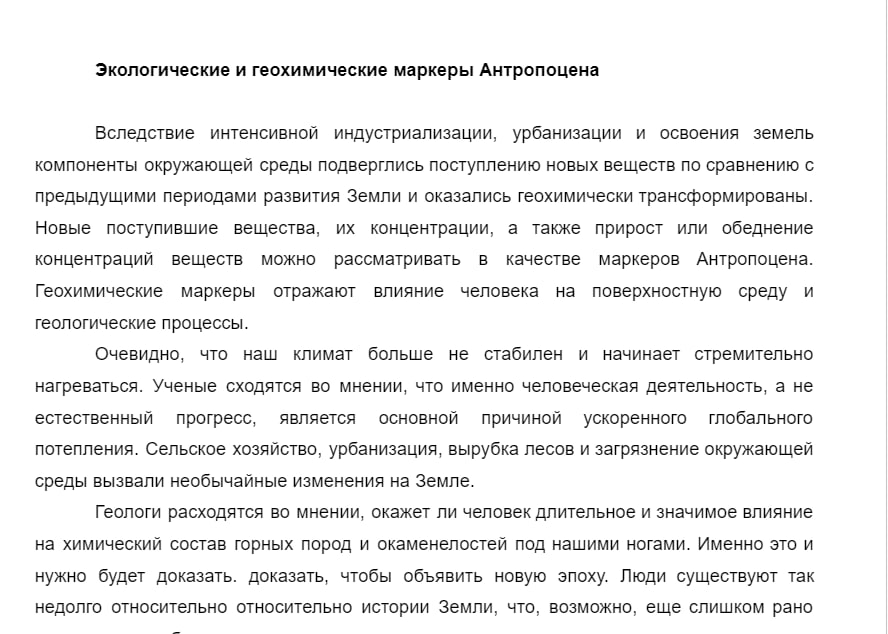 Экологические и геохимические маркеры Антропоцена
Вследствие интенсивной индустриализации, урбанизации и освоения земель
компоненты окружающей среды подверглись поступлению новых веществ по сравнению с
предыдущими периодами развития Земли и оказались геохимически трансформированы.
Новые поступившие вещества, их концентрации, а также прирост или обеднение
концентраций веществ можно рассматривать в качестве маркеров Антропоцена.
Геохимические маркеры отражают влияние человека на поверхностную среду и
геологические процессы.
Очевидно, что наш климат больше не стабилен и начинает стремительно
нагреваться. Ученые сходятся во мнении, что именно человеческая деятельность, а не
естественный прогресс, является основной причиной ускоренного глобального
потепления. Сельское хозяйство, урбанизация, вырубка лесов и загрязнение окружающей
среды вызвали необычайные изменения на Земле.
Геологи расходятся во мнении, окажет ли человек длительное и значимое влияние
на химический состав горных пород и окаменелостей под нашими ногами. Именно это и
нужно будет доказать. доказать, чтобы объявить новую эпоху. Люди существуют так
недолго относительно относительно истории Земли, что, возможно, еще слишком рано